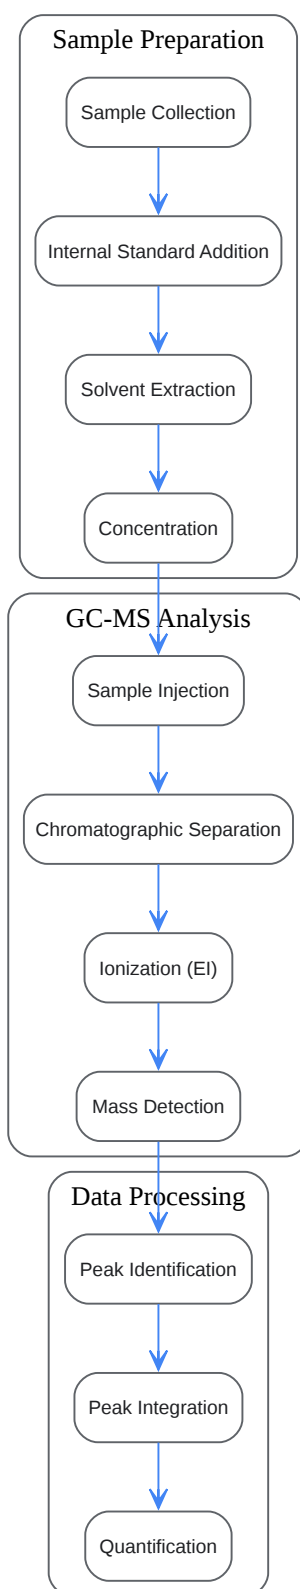 Sample Preparation
Sample Collection
Internal Standard Addition
Solvent Extraction
Concentration
GC-MS Analysis
Sample Injection
Chromatographic Separation
Ionization (EI)
Mass Detection
Data Processing
Peak Identification
Peak Integration
Quantification